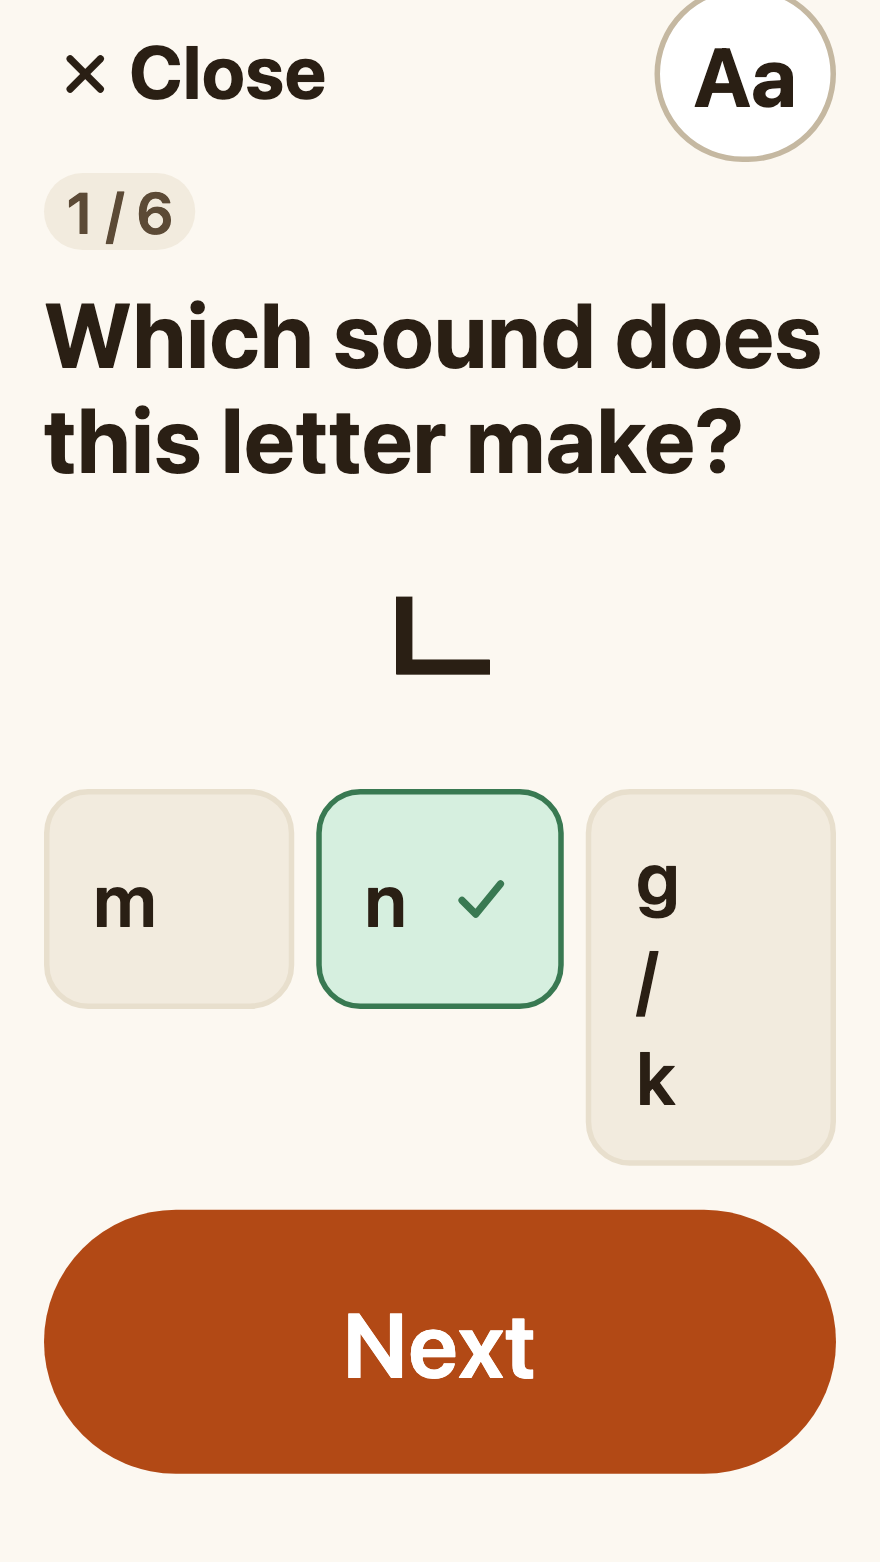 Close
Aa
1 / 6
Which sound does
this letter make?
ㄴ
m
n
g
/
k
Next